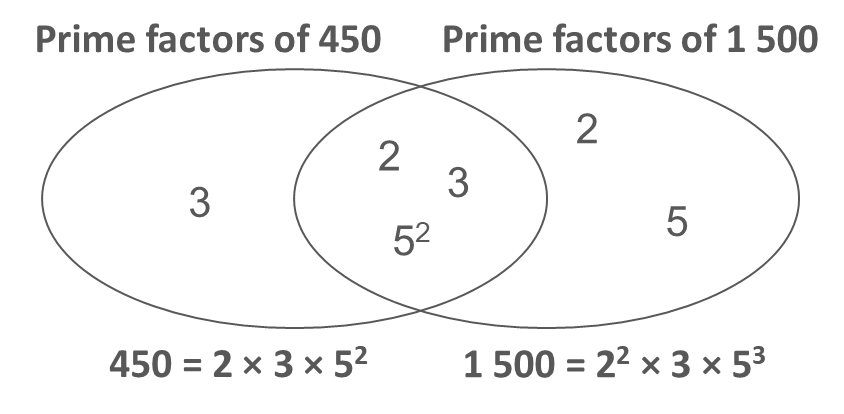 Prime factors of 450 Prime factors of 1 500
2 2
3 3
5² 5
450 = 2 × 3 × 5² 1 500 = 2² × 3 × 5³